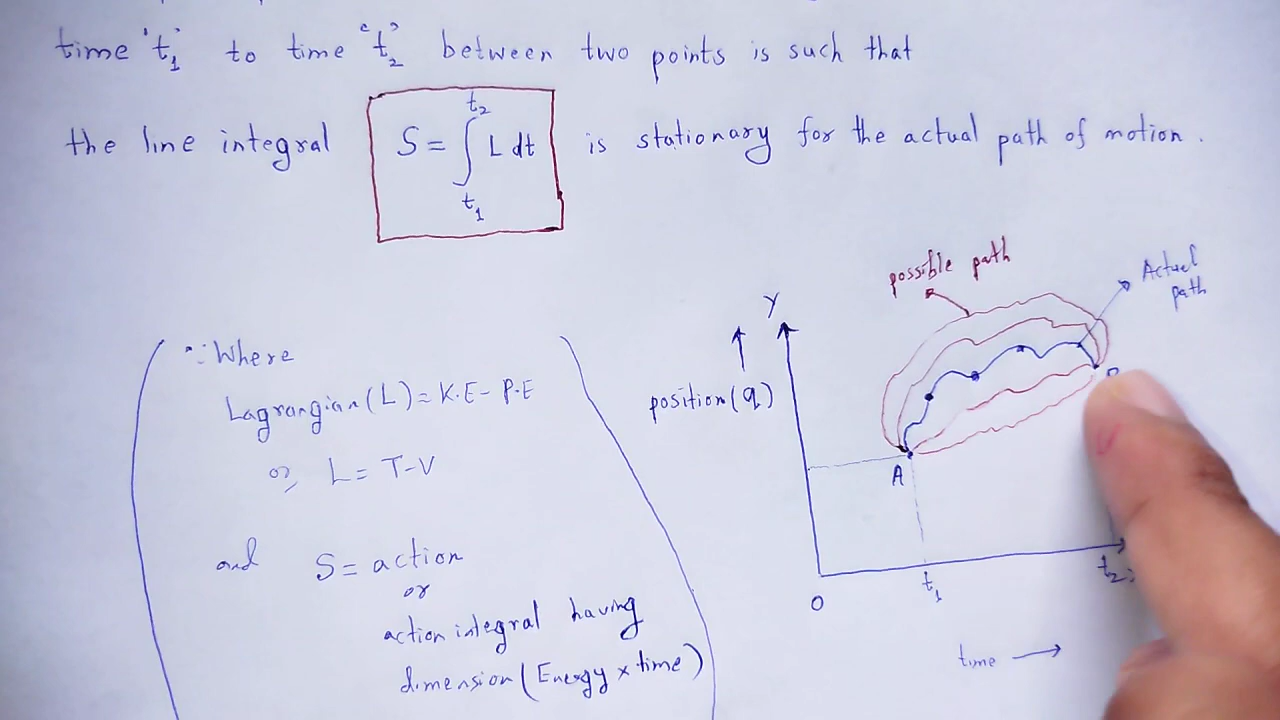 time 't₁' to time 't₂' between two points is such that
the line integral S = ∫ₜ₁ᵗ² L dt is stationary for the actual path of motion.
∵ Where
Lagrangian (L) = K.E - P.E
or, L = T-V
and S = action
or
action integral having
dimension (Energy × time)
possible path
Actual
path
Y
position (q)
A
O
t₁
t₂
time →